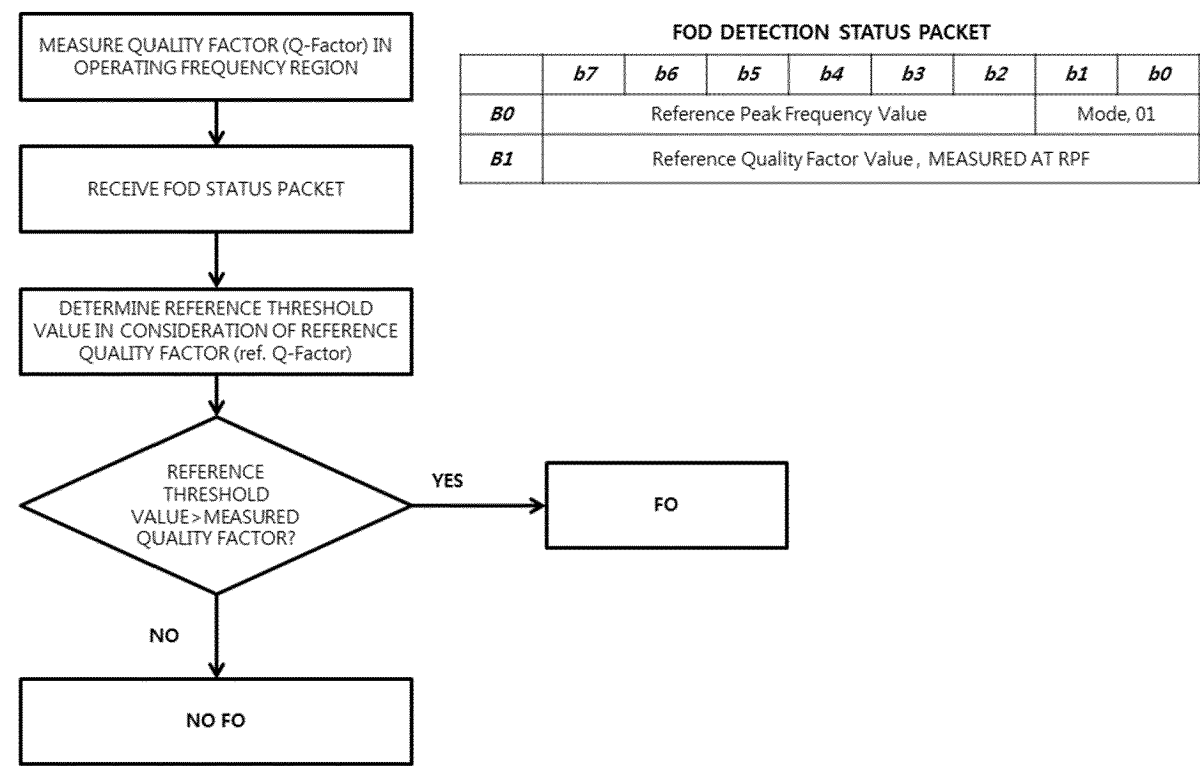 MEASURE QUALITY FACTOR (Q-Factor) IN
OPERATING FREQUENCY REGION
RECEIVE FOD STATUS PACKET
DETERMINE REFERENCE THRESHOLD
VALUE IN CONSIDERATION OF REFERENCE
QUALITY FACTOR (ref. Q-Factor)
REFERENCE
THRESHOLD
VALUE>MEASURED
QUALITY FACTOR?
YES
FO
NO
NO FO
FOD DETECTION STATUS PACKET
b7 b6 b5 b4 b3 b2 b1 b0
B0 Reference Peak Frequency Value Mode, 01
B1 Reference Quality Factor Value, MEASURED AT RPF